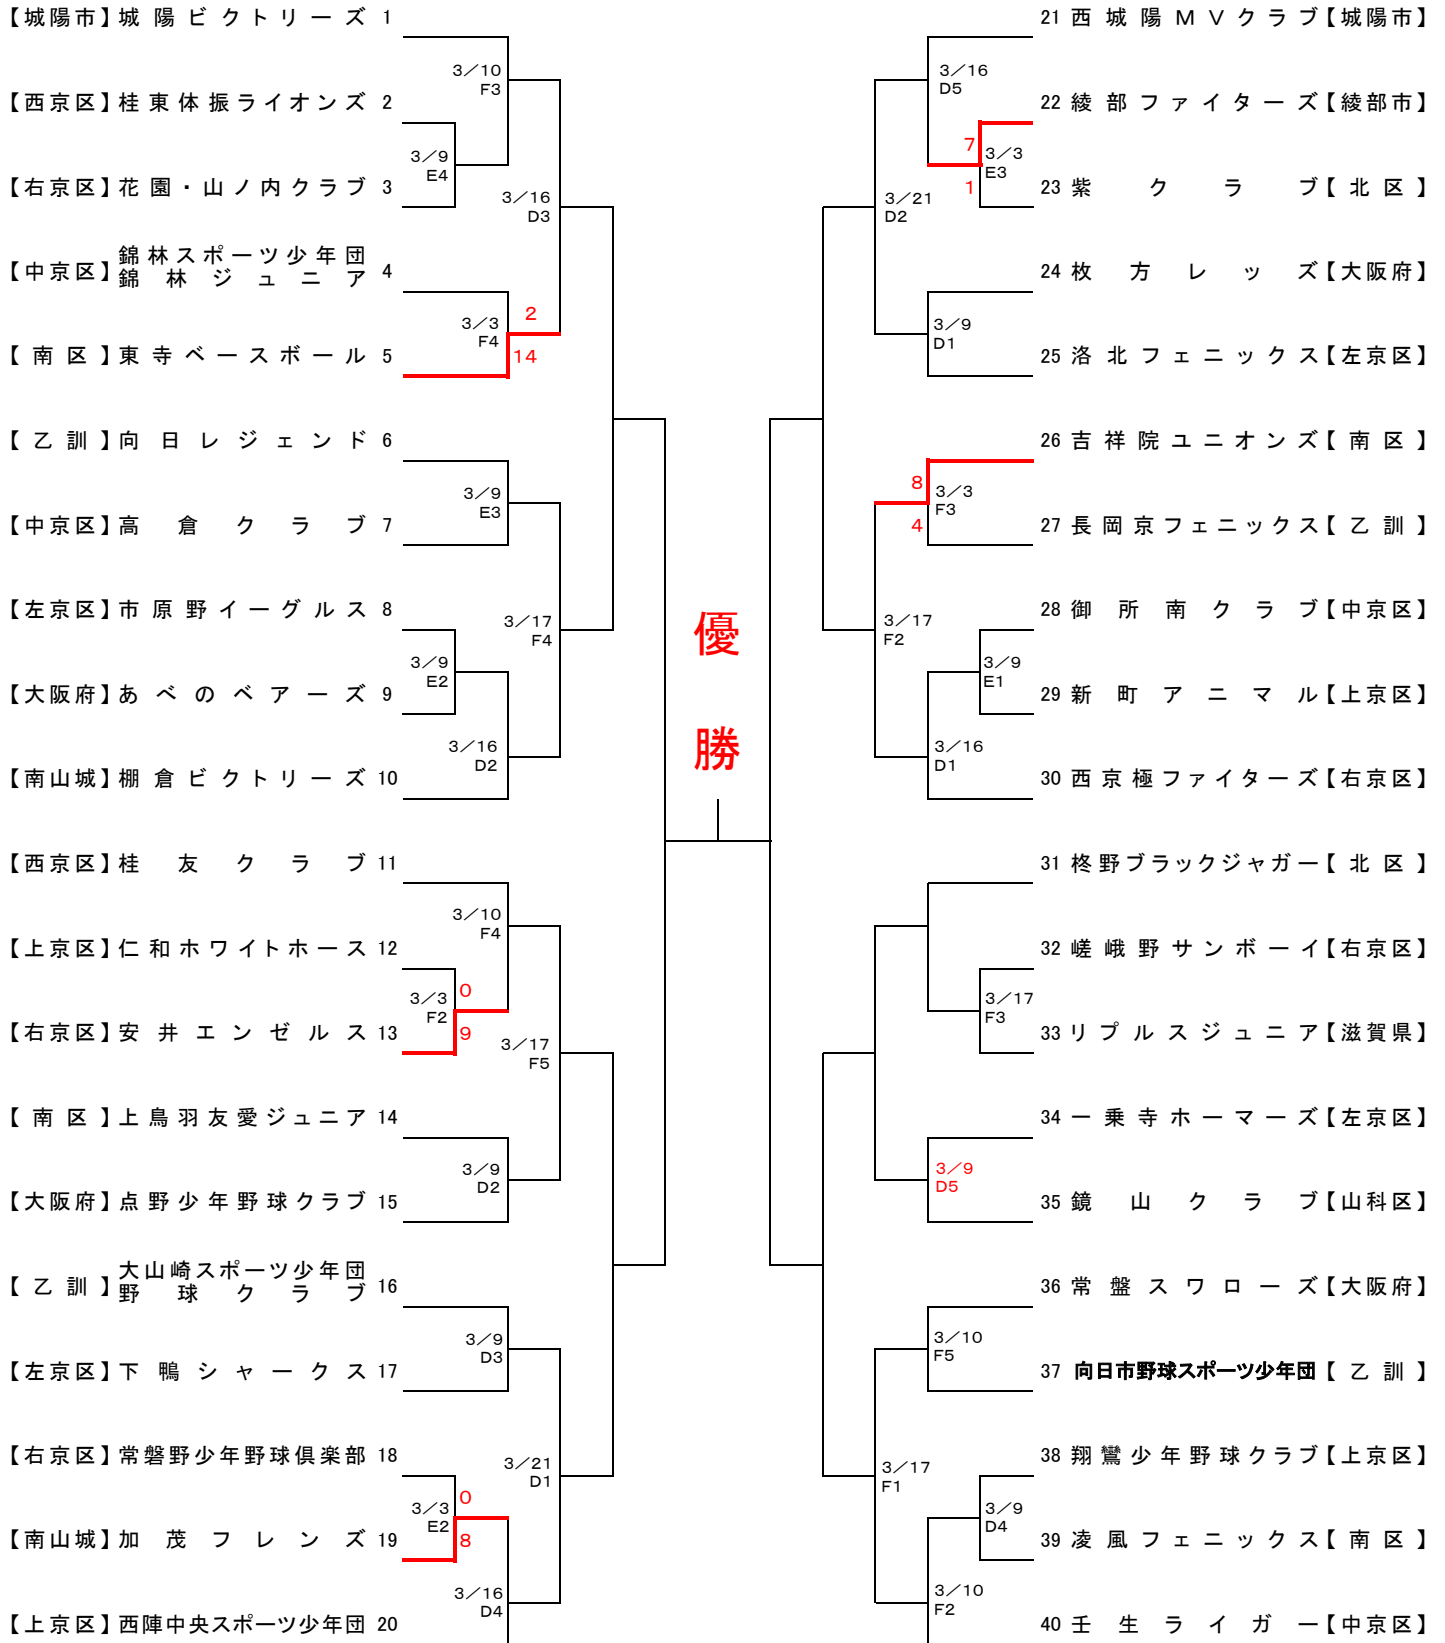 【城陽市】城陽ビクトリーズ 1
3／10
F3
【西京区】桂東体振ライオンズ 2
3／9
E4
【右京区】花園・山ノ内クラブ 3
3／16
D3
【中京区】錦林スポーツ少年団
錦林ジュニア 4
3／3
F4
2
14
【南区】東寺ベースボール 5
【乙訓】向日レジェンド 6
3／9
E3
【中京区】高倉クラブ 7
3／17
F4
【左京区】市原野イーグルス 8
3／9
E2
【大阪府】あべのベアーズ 9
3／16
D2
【南山城】棚倉ビクトリーズ 10
【西京区】桂友クラブ 11
3／10
F4
【上京区】仁和ホワイトホース 12
3／3
F2
0
9
【右京区】安井エンゼルス 13
3／17
F5
【南区】上鳥羽友愛ジュニア 14
3／9
D2
【大阪府】点野少年野球クラブ 15
【乙訓】大山崎スポーツ少年団
野球クラブ 16
3／9
D3
【左京区】下鴨シャークス 17
【右京区】常磐野少年野球倶楽部 18
3／21
D1
3／3
E2
0
8
【南山城】加茂フレンズ 19
3／16
D4
【上京区】西陣中央スポーツ少年団 20
優
勝
21 西城陽MVクラブ【城陽市】
3／16
D5
22 綾部ファイターズ【綾部市】
7
1
3／3
E3
23 紫クラブ【北区】
3／21
D2
24 枚方レッズ【大阪府】
3／9
D1
25 洛北フェニックス【左京区】
26 吉祥院ユニオンズ【南区】
8
4
3／3
F3
27 長岡京フェニックス【乙訓】
28 御所南クラブ【中京区】
3／17
F2
3／9
E1
29 新町アニマル【上京区】
3／16
D1
30 西京極ファイターズ【右京区】
31 柊野ブラックジャガー【北区】
32 嵯峨野サンボーイ【右京区】
3／17
F3
33 リプルスジュニア【滋賀県】
34 一乗寺ホーマーズ【左京区】
3／9
D5
35 鏡山クラブ【山科区】
36 常盤スワローズ【大阪府】
3／10
F5
37 向日市野球スポーツ少年団【乙訓】
38 翔鸞少年野球クラブ【上京区】
3／17
F1
3／9
D4
39 凌風フェニックス【南区】
3／10
F2
40 壬生ライガー【中京区】